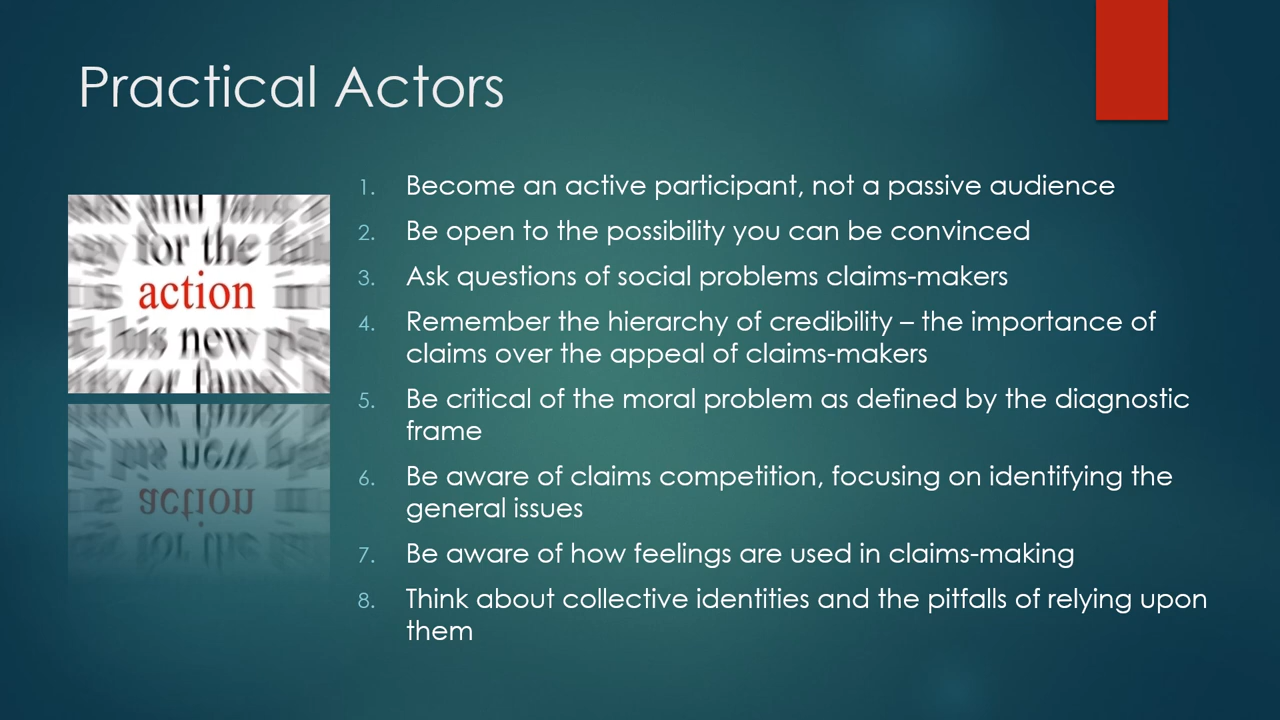 Practical Actors
for the
action
his new
1. Become an active participant, not a passive audience
2. Be open to the possibility you can be convinced
3. Ask questions of social problems claims-makers
4. Remember the hierarchy of credibility – the importance of
claims over the appeal of claims-makers
5. Be critical of the moral problem as defined by the diagnostic
frame
6. Be aware of claims competition, focusing on identifying the
general issues
7. Be aware of how feelings are used in claims-making
8. Think about collective identities and the pitfalls of relying upon
them